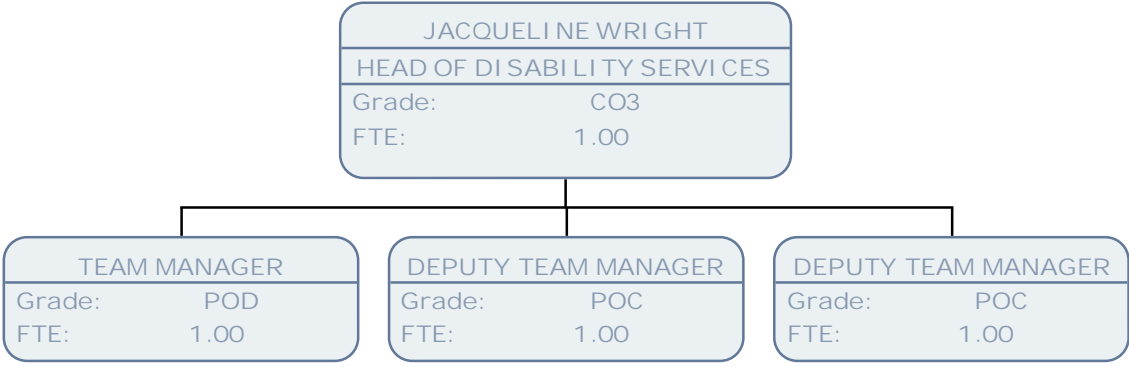 JACQUELINE WRIGHT
HEAD OF DISABILITY SERVICES
Grade: CO3
FTE: 1.00
TEAM MANAGER
Grade: POD
FTE: 1.00
DEPUTY TEAM MANAGER
Grade: POC
FTE: 1.00
DEPUTY TEAM MANAGER
Grade: POC
FTE: 1.00